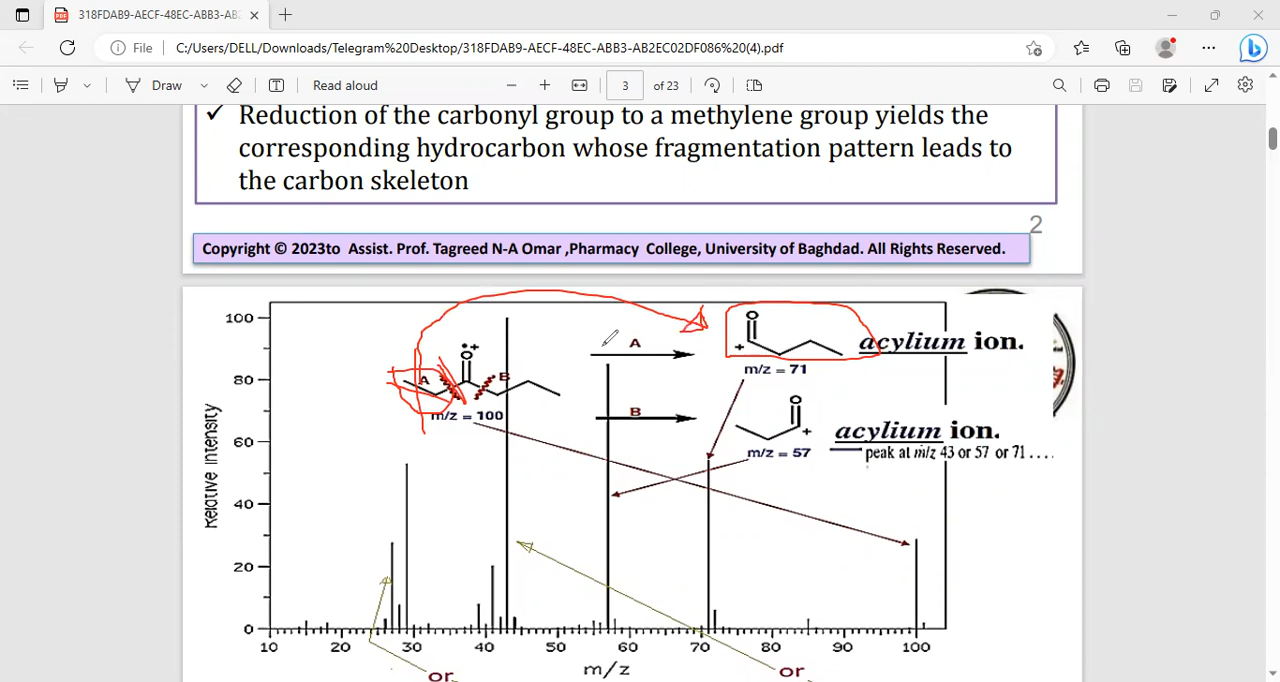 318FDAB9-AECF-48EC-ABB3-AB2
File C:/Users/DELL/Downloads/Telegram%20Desktop/318FDAB9-AECF-48EC-ABB3-AB2EC02DF086%20(4).pdf
Draw Read aloud 3 of 23
✓ Reduction of the carbonyl group to a methylene group yields the
corresponding hydrocarbon whose fragmentation pattern leads to
the carbon skeleton
2
Copyright © 2023to Assist. Prof. Tagreed N-A Omar ,Pharmacy College, University of Baghdad. All Rights Reserved.
Relative Intensity
100
80
60
40
20
0
A
O •+
B
m/z = 100
A
B
O
+
m/z = 71
acylium ion.
O
+
m/z = 57
acylium ion.
peak at m/z 43 or 57 or 71 . . . .
10 20 30 40 50 60 70 80 90 100
m/z
or
or